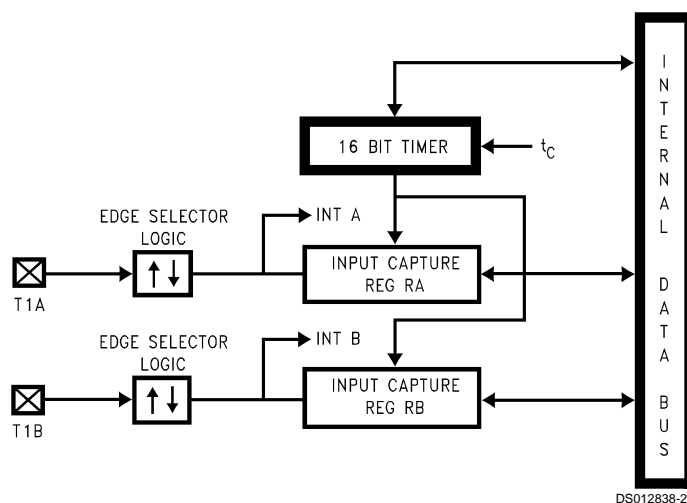 16 BIT TIMER
tC
EDGE SELECTOR
LOGIC
INT A
INPUT CAPTURE
REG RA
T1A
EDGE SELECTOR
LOGIC
INT B
INPUT CAPTURE
REG RB
T1B
INTERNAL DATA BUS
DS012838-2